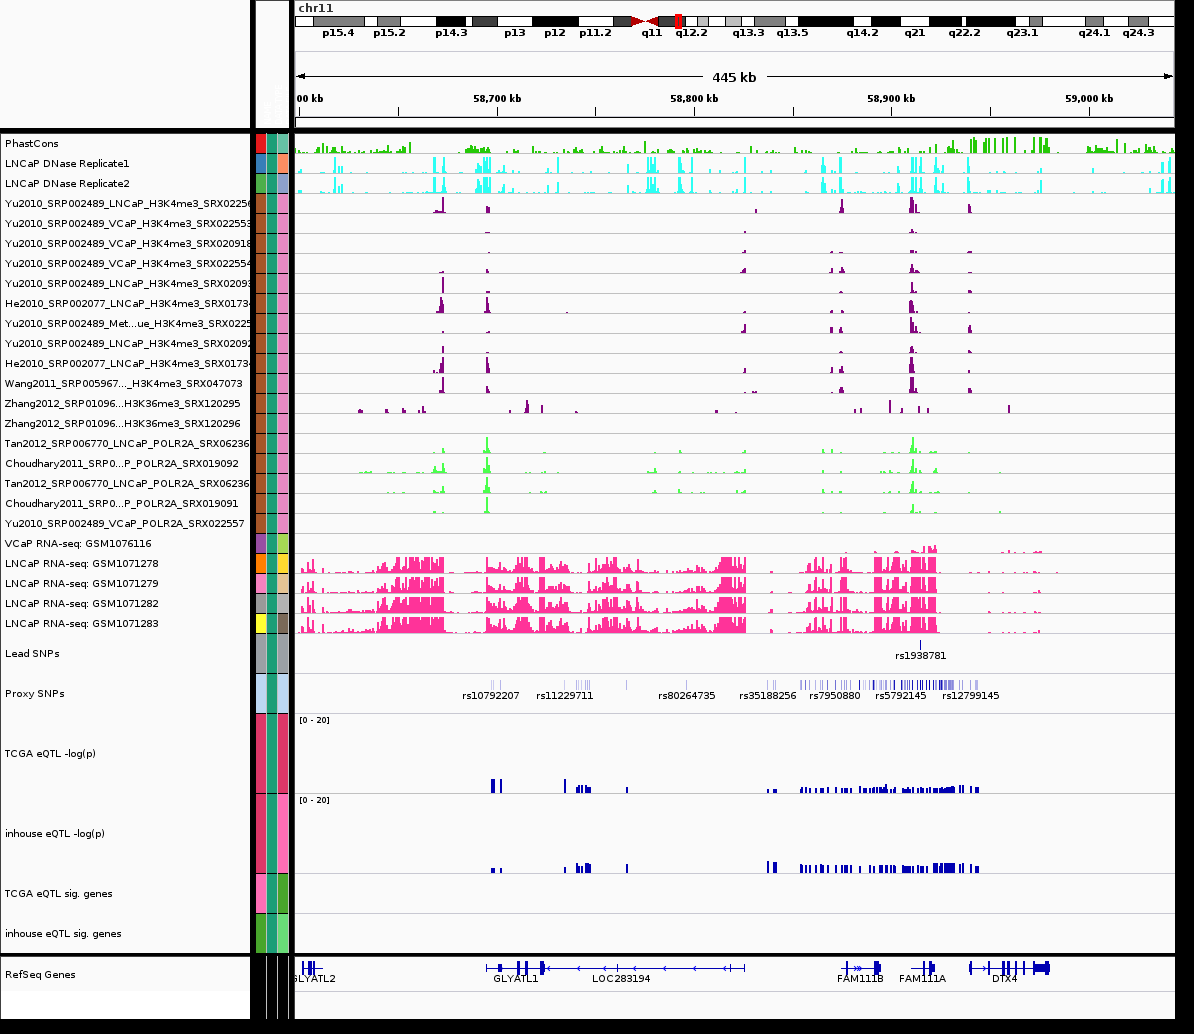 chr11
p15.4 p15.2 p14.3 p13 p12 p11.2 q11 q12.2 q13.3 q13.5 q14.2 q21 q22.2 q23.1 q24.1 q24.3
445 kb
00 kb 58,700 kb 58,800 kb 58,900 kb 59,000 kb
PhastCons
LNCaP DNase Replicate1
LNCaP DNase Replicate2
Yu2010_SRP002489_LNCaP_H3K4me3_SRX02256
Yu2010_SRP002489_VCaP_H3K4me3_SRX022553
Yu2010_SRP002489_VCaP_H3K4me3_SRX020918
Yu2010_SRP002489_VCaP_H3K4me3_SRX022554
Yu2010_SRP002489_LNCaP_H3K4me3_SRX0209
He2010_SRP002077_LNCaP_H3K4me3_SRX0173
Yu2010_SRP002489_Met...ue_H3K4me3_SRX0225
Yu2010_SRP002489_LNCaP_H3K4me3_SRX02092
He2010_SRP002077_LNCaP_H3K4me3_SRX0173
Wang2011_SRP005967..._H3K4me3_SRX047073
Zhang2012_SRP01096...H3K36me3_SRX120295
Zhang2012_SRP01096...H3K36me3_SRX120296
Tan2012_SRP006770_LNCaP_POLR2A_SRX06236
Choudhary2011_SRP0...P_POLR2A_SRX019092
Tan2012_SRP006770_LNCaP_POLR2A_SRX06236
Choudhary2011_SRP0...P_POLR2A_SRX019091
Yu2010_SRP002489_VCaP_POLR2A_SRX022557
VCaP RNA-seq: GSM1076116
LNCaP RNA-seq: GSM1071278
LNCaP RNA-seq: GSM1071279
LNCaP RNA-seq: GSM1071282
LNCaP RNA-seq: GSM1071283
Lead SNPs
rs1938781
Proxy SNPs
rs10792207 rs11229711 rs80264735 rs35188256 rs7950880 rs5792145 rs12799145
[0 - 20]
TCGA eQTL -log(p)
[0 - 20]
inhouse eQTL -log(p)
TCGA eQTL sig. genes
inhouse eQTL sig. genes
RefSeq Genes
GLYATL2 GLYATL1 LOC283194 FAM111B FAM111A DTX4